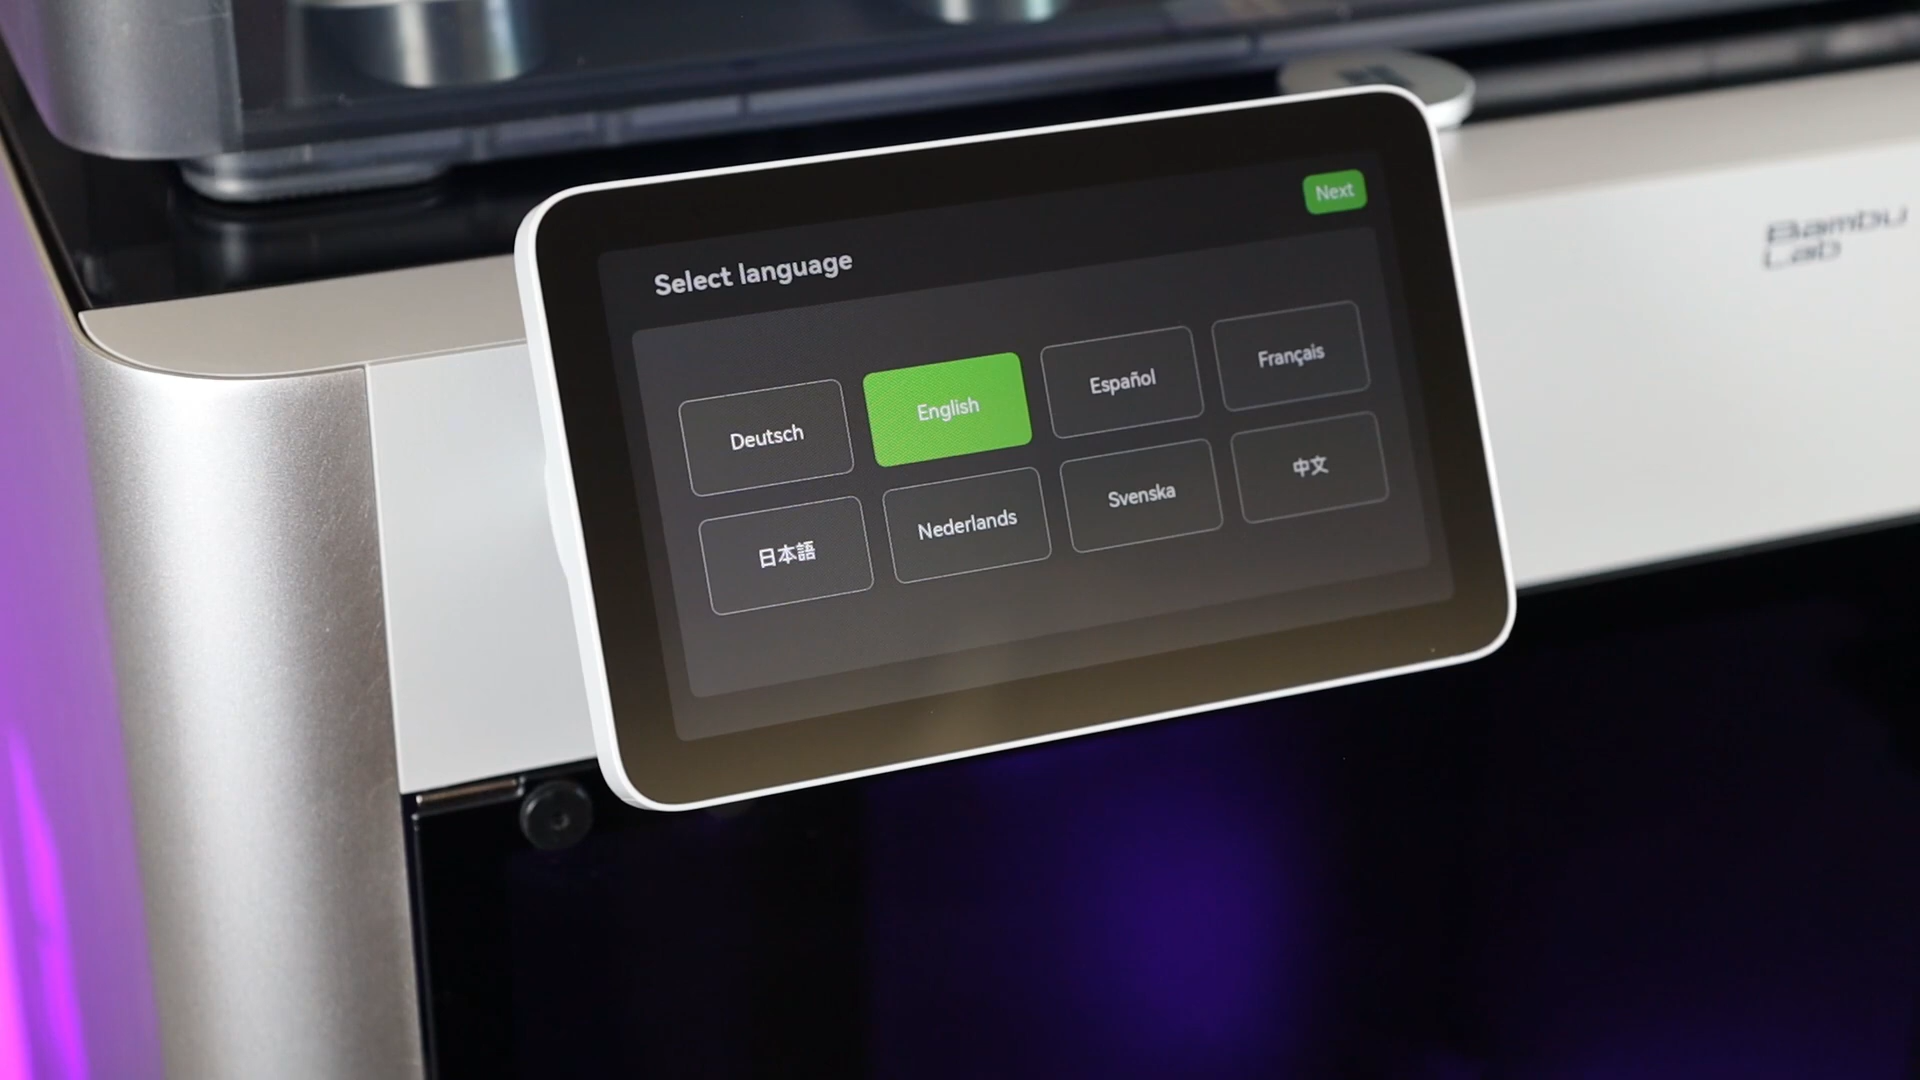 Next
Select language
Deutsch
English
Español
Français
日本語
Nederlands
Svenska
中文
Bambu
Lab